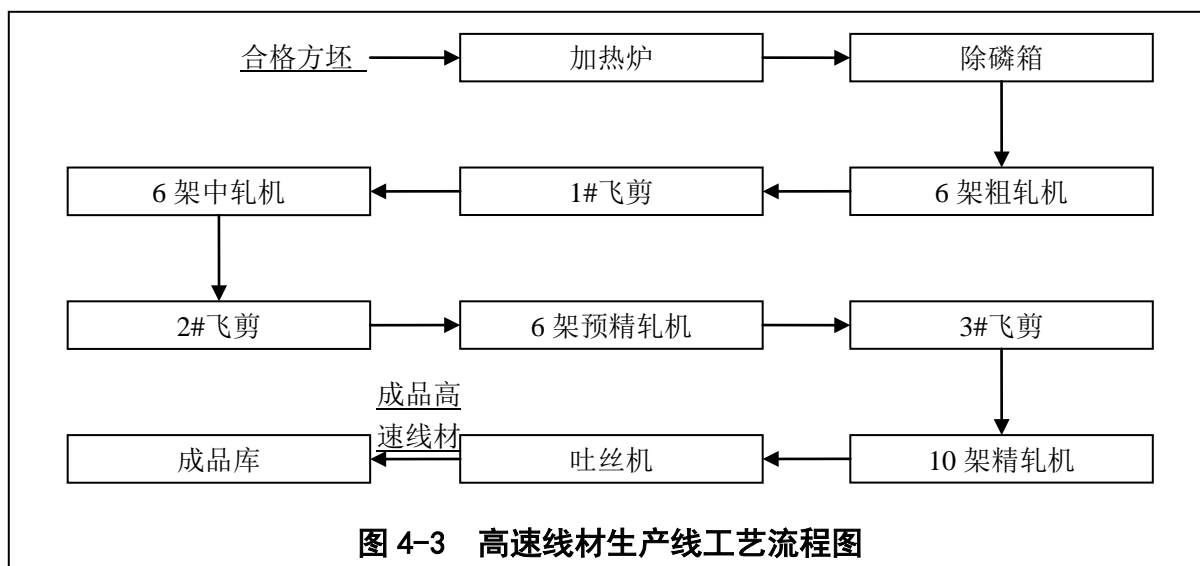 合格方坯
加热炉
除磷箱
6 架粗轧机
1#飞剪
6 架中轧机
2#飞剪
6 架预精轧机
3#飞剪
10 架精轧机
吐丝机
成品高
速线材
成品库
图 4-3 高速线材生产线工艺流程图